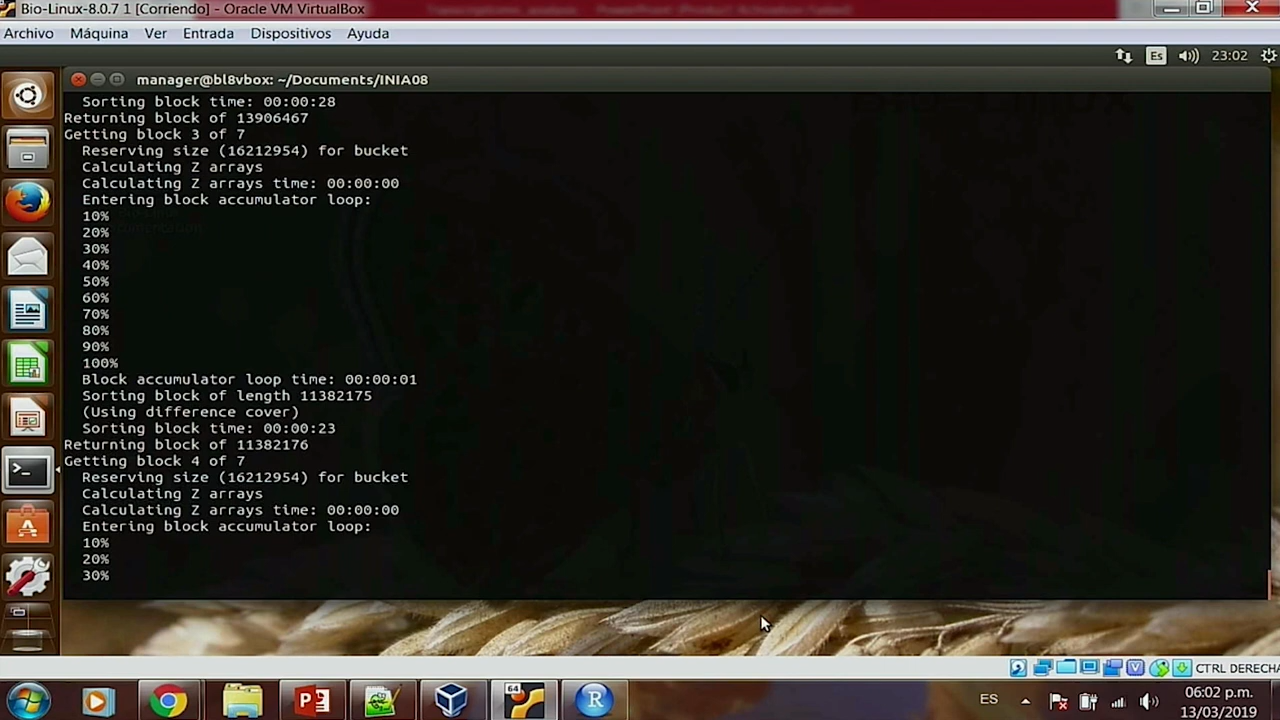 Bio-Linux-8.0.7 1 [Corriendo] - Oracle VM VirtualBox
Archivo Máquina Ver Entrada Dispositivos Ayuda
Es 23:02
manager@bl8vbox: ~/Documents/INIA08
Sorting block time: 00:00:28
Returning block of 13906467
Getting block 3 of 7
Reserving size (16212954) for bucket
Calculating Z arrays
Calculating Z arrays time: 00:00:00
Entering block accumulator loop:
10%
20%
30%
40%
50%
60%
70%
80%
90%
100%
Block accumulator loop time: 00:00:01
Sorting block of length 11382175
(Using difference cover)
Sorting block time: 00:00:23
Returning block of 11382176
Getting block 4 of 7
Reserving size (16212954) for bucket
Calculating Z arrays
Calculating Z arrays time: 00:00:00
Entering block accumulator loop:
10%
20%
30%
CTRL DERECHA
64
ES
06:02 p.m.
13/03/2019